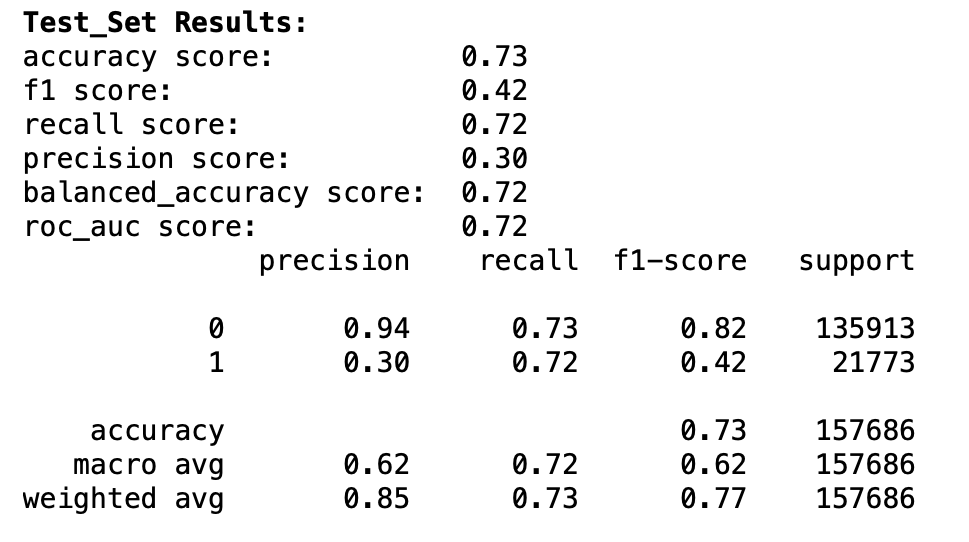 Test_Set Results:
accuracy score: 0.73
f1 score: 0.42
recall score: 0.72
precision score: 0.30
balanced_accuracy score: 0.72
roc_auc score: 0.72
precision recall f1-score support
0 0.94 0.73 0.82 135913
1 0.30 0.72 0.42 21773
accuracy 0.73 157686
macro avg 0.62 0.72 0.62 157686
weighted avg 0.85 0.73 0.77 157686